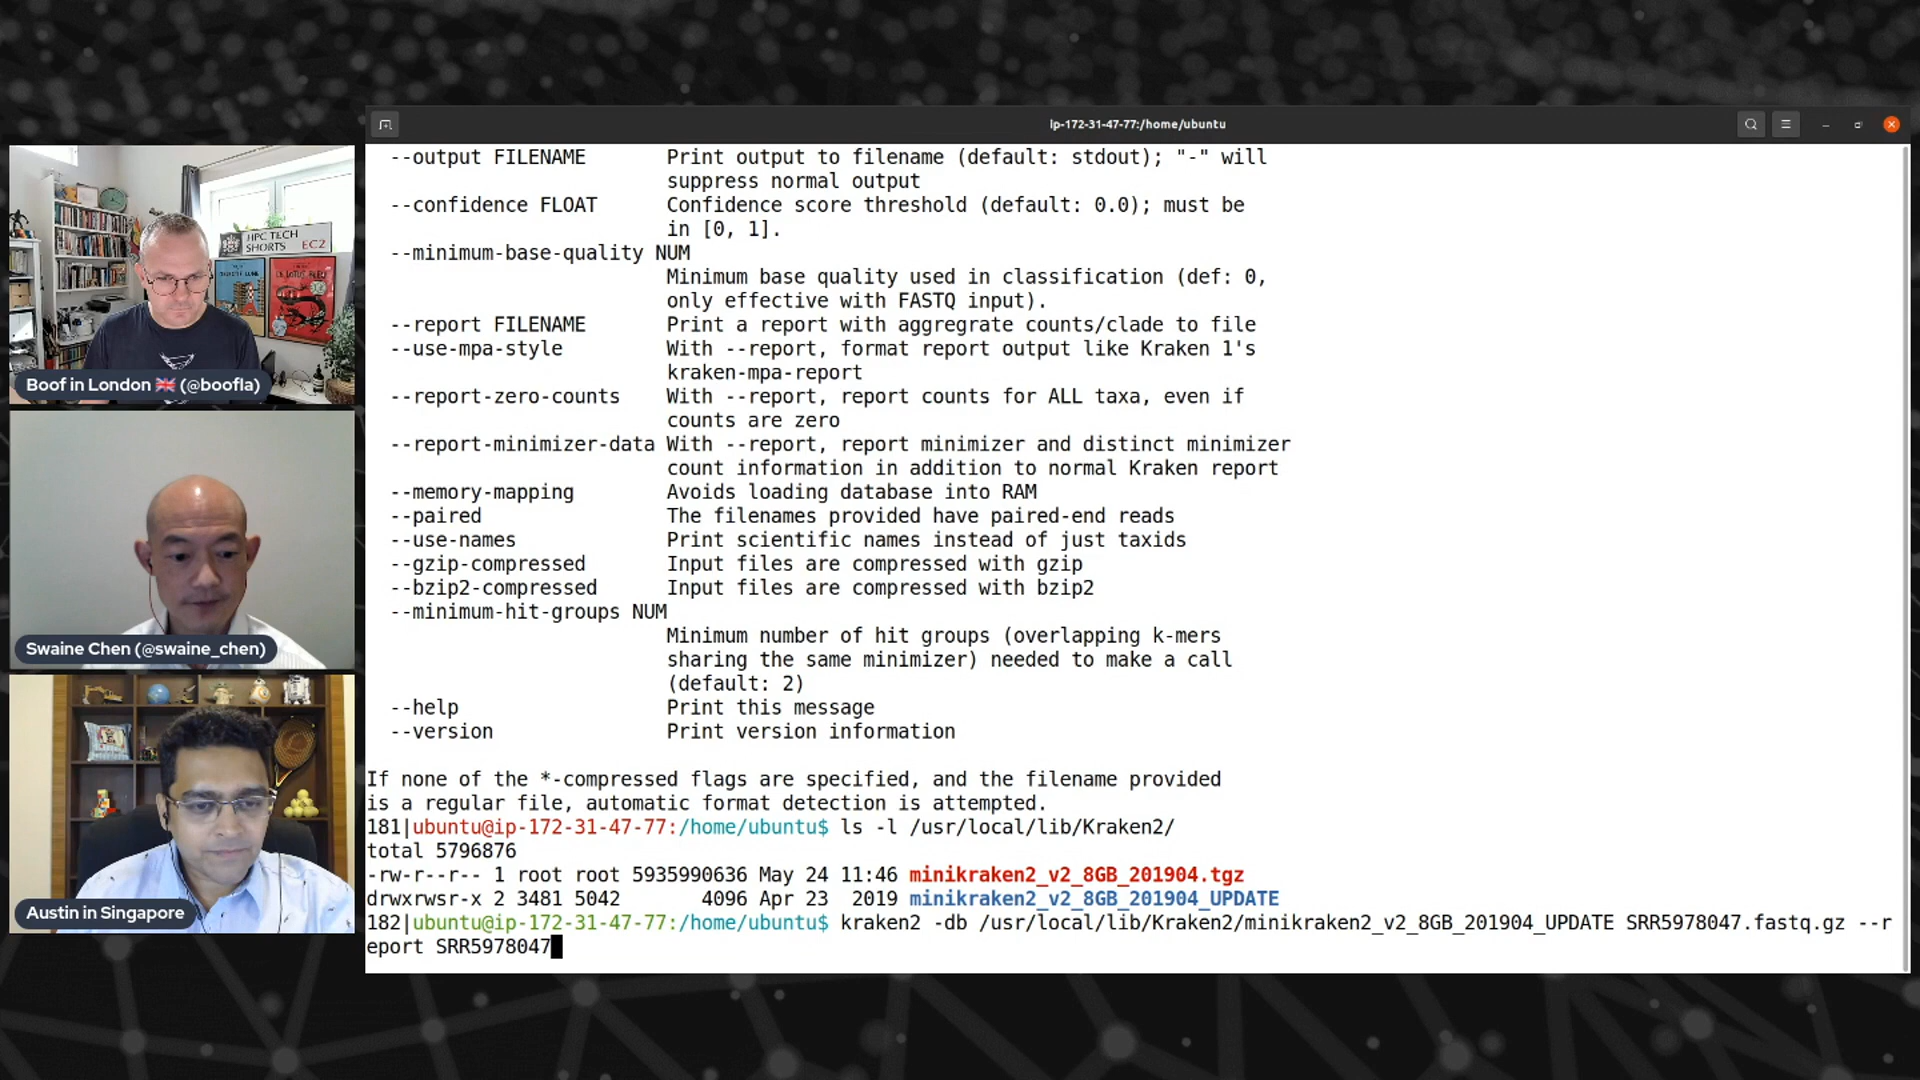 ip-172-31-47-77:/home/ubuntu
--output FILENAME Print output to filename (default: stdout); "-" will
suppress normal output
--confidence FLOAT Confidence score threshold (default: 0.0); must be
in [0, 1].
--minimum-base-quality NUM
Minimum base quality used in classification (def: 0,
only effective with FASTQ input).
--report FILENAME Print a report with aggregrate counts/clade to file
--use-mpa-style With --report, format report output like Kraken 1's
kraken-mpa-report
--report-zero-counts With --report, report counts for ALL taxa, even if
counts are zero
--report-minimizer-data With --report, report minimizer and distinct minimizer
count information in addition to normal Kraken report
--memory-mapping Avoids loading database into RAM
--paired The filenames provided have paired-end reads
--use-names Print scientific names instead of just taxids
--gzip-compressed Input files are compressed with gzip
--bzip2-compressed Input files are compressed with bzip2
--minimum-hit-groups NUM
Minimum number of hit groups (overlapping k-mers
sharing the same minimizer) needed to make a call
(default: 2)
--help Print this message
--version Print version information
If none of the *-compressed flags are specified, and the filename provided
is a regular file, automatic format detection is attempted.
181|ubuntu@ip-172-31-47-77:/home/ubuntu$ ls -l /usr/local/lib/Kraken2/
total 5796876
-rw-r--r-- 1 root root 5935990636 May 24 11:46 minikraken2_v2_8GB_201904.tgz
drwxrwsr-x 2 3481 5042 4096 Apr 23 2019 minikraken2_v2_8GB_201904_UPDATE
182|ubuntu@ip-172-31-47-77:/home/ubuntu$ kraken2 -db /usr/local/lib/Kraken2/minikraken2_v2_8GB_201904_UPDATE SRR5978047.fastq.gz --r
eport SRR5978047
HPC TECH
SHORTS EC2
Boof in London 🇬🇧 (@boofla)
Swaine Chen (@swaine_chen)
Austin in Singapore